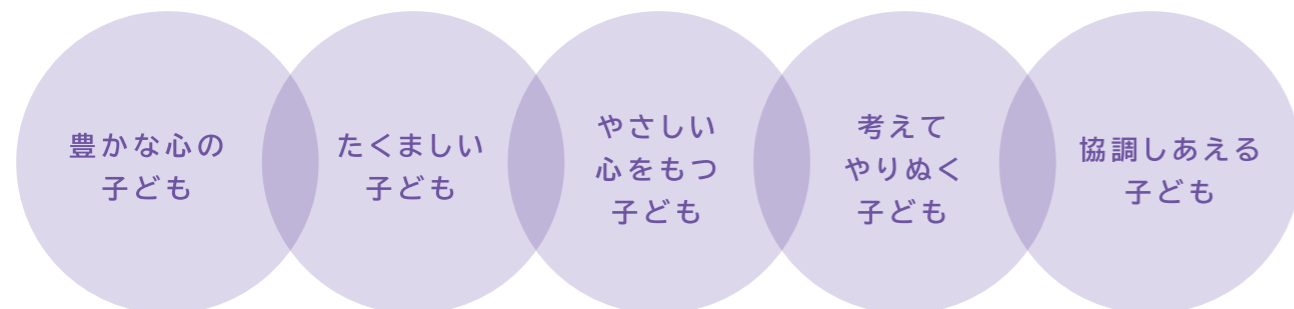 豊かな心の
子ども
たくましい
子ども
やさしい
心をもつ
子ども
考えて
やりぬく
子ども
協調しあえる
子ども